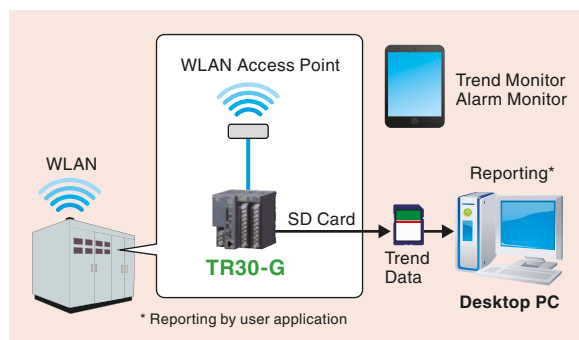 WLAN Access Point
Trend Monitor
Alarm Monitor
WLAN
Reporting*
SD Card
TR30-G
Trend
Data
Desktop PC
* Reporting by user application